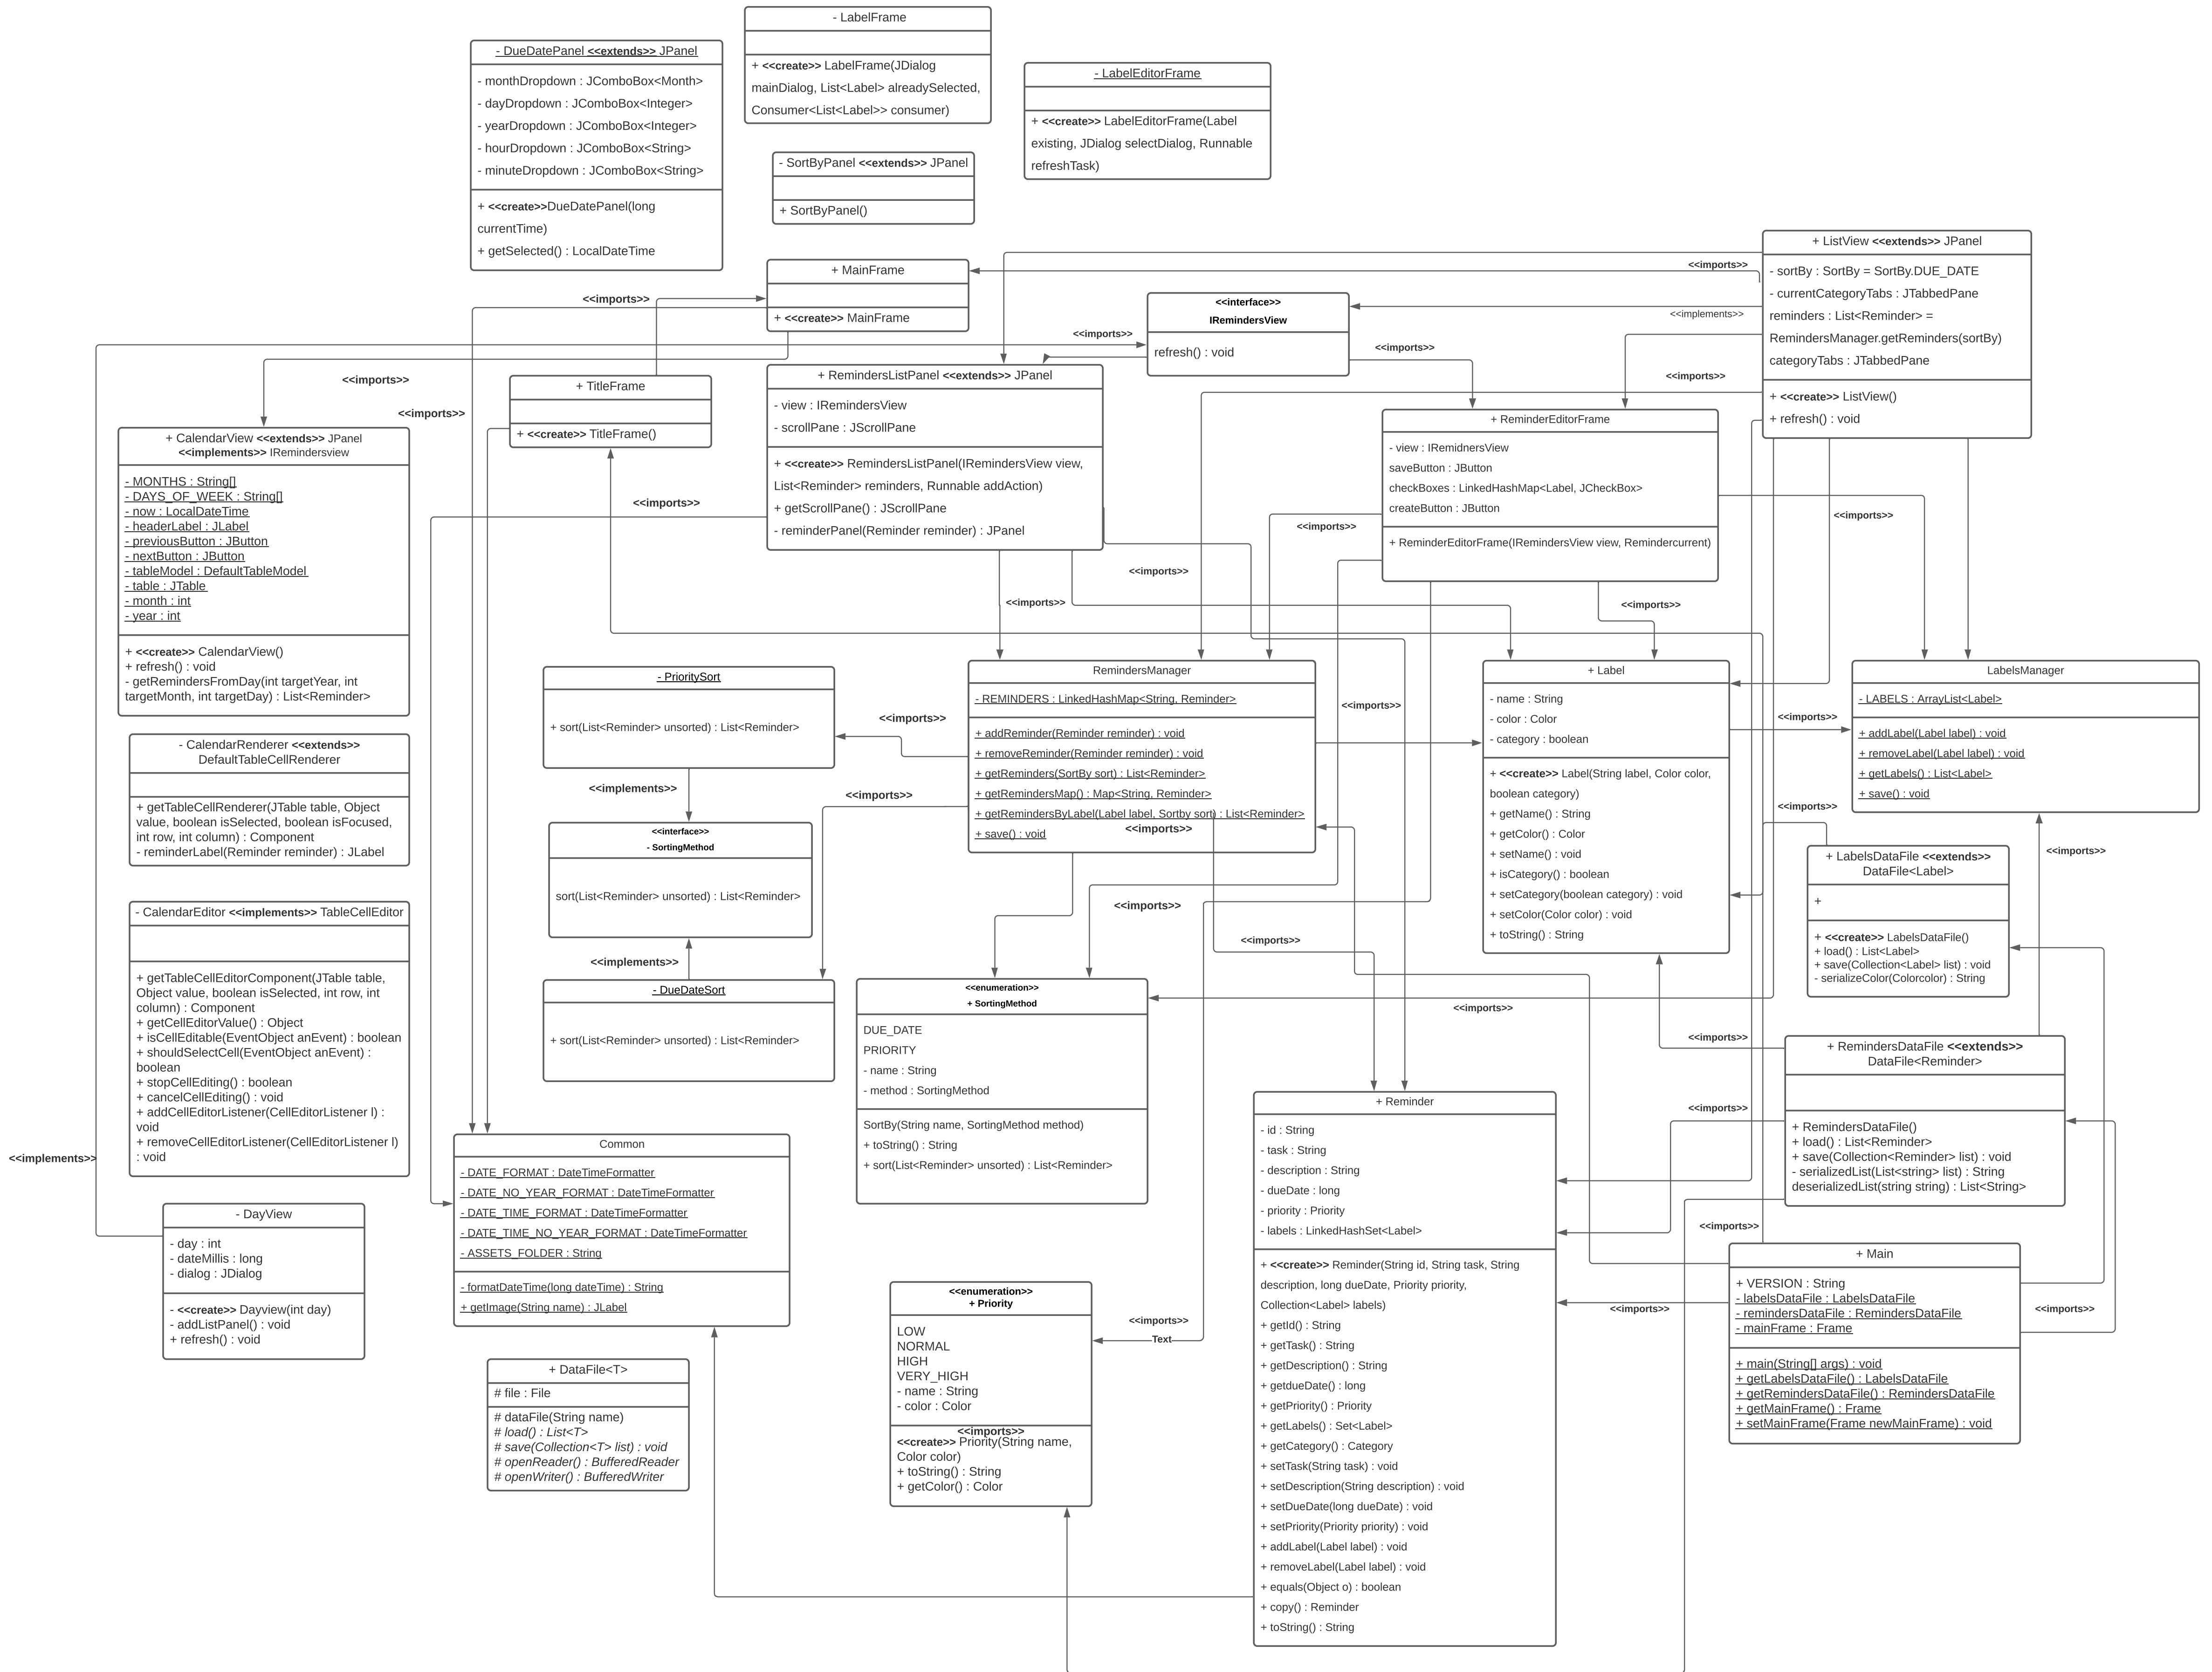 - LabelFrame
+ <<create>> LabelFrame(JDialog
mainDialog, List<Label> alreadySelected,
Consumer<List<Label>> consumer)
- DueDatePanel <<extends>> JPanel
- monthDropdown : JComboBox<Month>
- dayDropdown : JComboBox<Integer>
- yearDropdown : JComboBox<Integer>
- hourDropdown : JComboBox<String>
- minuteDropdown : JComboBox<String>
+ <<create>>DueDatePanel(long
currentTime)
+ getSelected() : LocalDateTime
- LabelEditorFrame
+ <<create>> LabelEditorFrame(Label
existing, JDialog selectDialog, Runnable
refreshTask)
- SortByPanel <<extends>> JPanel
+ SortByPanel()
+ ListView <<extends>> JPanel
- sortBy : SortBy = SortBy.DUE_DATE
- currentCategoryTabs : JTabbedPane
reminders : List<Reminder> =
RemindersManager.getReminders(sortBy)
categoryTabs : JTabbedPane
+ <<create>> ListView()
+ refresh() : void
+ MainFrame
+ <<create>> MainFrame
<<imports>>
<<imports>>
<<interface>>
IRemindersView
refresh() : void
<<implements>>
<<imports>>
<<imports>>
<<imports>>
<<imports>>
<<imports>>
+ TitleFrame
+ <<create>> TitleFrame()
+ RemindersListPanel <<extends>> JPanel
- view : IRemindersView
- scrollPane : JScrollPane
+ <<create>> RemindersListPanel(IRemindersView view,
List<Reminder> reminders, Runnable addAction)
+ getScrollPane() : JScrollPane
- reminderPanel(Reminder reminder) : JPanel
+ ReminderEditorFrame
- view : IRemidnersView
saveButton : JButton
checkBoxes : LinkedHashMap<Label, JCheckBox>
createButton : JButton
+ ReminderEditorFrame(IRemindersView view, Remindercurrent)
+ CalendarView <<extends>> JPanel
<<implements>> IRemindersview
- MONTHS : String[]
- DAYS_OF_WEEK : String[]
- now : LocalDateTime
- headerLabel : JLabel
- previousButton : JButton
- nextButton : JButton
- tableModel : DefaultTableModel
- table : JTable
- month : int
- year : int
+ <<create>> CalendarView()
+ refresh() : void
- getRemindersFromDay(int targetYear, int
targetMonth, int targetDay) : List<Reminder>
<<imports>>
<<imports>>
<<imports>>
<<imports>>
<<imports>>
<<imports>>
- PrioritySort
+ sort(List<Reminder> unsorted) : List<Reminder>
<<imports>>
<<implements>>
<<imports>>
RemindersManager
- REMINDERS : LinkedHashMap<String, Reminder>
+ addReminder(Reminder reminder) : void
+ removeReminder(Reminder reminder) : void
+ getReminders(SortBy sort) : List<Reminder>
+ getRemindersMap() : Map<String, Reminder>
+ getRemindersByLabel(Label label, Sortby sort) : List<Reminder>
<<imports>>
+ save() : void
<<imports>>
+ Label
- name : String
- color : Color
- category : boolean
+ <<create>> Label(String label, Color color,
boolean category)
+ getName() : String
+ getColor() : Color
+ setName() : void
+ isCategory() : boolean
+ setCategory(boolean category) : void
+ setColor(Color color) : void
+ toString() : String
LabelsManager
- LABELS : ArrayList<Label>
+ addLabel(Label label) : void
+ removeLabel(Label label) : void
+ getLabels() : List<Label>
+ save() : void
<<imports>>
<<imports>>
<<imports>>
- CalendarRenderer <<extends>>
DefaultTableCellRenderer
+ getTableCellRenderer(JTable table, Object
value, boolean isSelected, boolean isFocused,
int row, int column) : Component
- reminderLabel(Reminder reminder) : JLabel
<<interface>>
- SortingMethod
sort(List<Reminder> unsorted) : List<Reminder>
+ LabelsDataFile <<extends>>
DataFile<Label>
+
+ <<create>> LabelsDataFile()
+ load() : List<Label>
+ save(Collection<Label> list) : void
- serializeColor(Colorcolor) : String
- CalendarEditor <<implements>> TableCellEditor
+ getTableCellEditorComponent(JTable table,
Object value, boolean isSelected, int row, int
column) : Component
+ getCellEditorValue() : Object
+ isCellEditable(EventObject anEvent) : boolean
+ shouldSelectCell(EventObject anEvent) :
boolean
+ stopCellEditing() : boolean
+ cancelCellEditing() : void
+ addCellEditorListener(CellEditorListener l) :
void
+ removeCellEditorListener(CellEditorListener l)
: void
<<imports>>
<<imports>>
<<implements>>
- DueDateSort
+ sort(List<Reminder> unsorted) : List<Reminder>
<<enumeration>>
+ SortingMethod
DUE_DATE
PRIORITY
- name : String
- method : SortingMethod
SortBy(String name, SortingMethod method)
+ toString() : String
+ sort(List<Reminder> unsorted) : List<Reminder>
<<imports>>
<<imports>>
+ RemindersDataFile <<extends>>
DataFile<Reminder>
+ RemindersDataFile()
+ load() : List<Reminder>
+ save(Collection<Reminder> list) : void
- serializedList(List<string> list) : String
deserializedList(string string) : List<String>
<<imports>>
+ Reminder
- id : String
- task : String
- description : String
- dueDate : long
- priority : Priority
- labels : LinkedHashSet<Label>
+ <<create>> Reminder(String id, String task, String
description, long dueDate, Priority priority,
Collection<Label> labels)
+ getId() : String
+ getTask() : String
+ getDescription() : String
+ getdueDate() : long
+ getPriority() : Priority
+ getLabels() : Set<Label>
+ getCategory() : Category
+ setTask(String task) : void
+ setDescription(String description) : void
+ setDueDate(long dueDate) : void
+ setPriority(Priority priority) : void
+ addLabel(Label label) : void
+ removeLabel(Label label) : void
+ equals(Object o) : boolean
+ copy() : Reminder
+ toString() : String
<<implements>>
Common
- DATE_FORMAT : DateTimeFormatter
- DATE_NO_YEAR_FORMAT : DateTimeFormatter
- DATE_TIME_FORMAT : DateTimeFormatter
- DATE_TIME_NO_YEAR_FORMAT : DateTimeFormatter
- ASSETS_FOLDER : String
- formatDateTime(long dateTime) : String
+ getImage(String name) : JLabel
- DayView
- day : int
- dateMillis : long
- dialog : JDialog
- <<create>> Dayview(int day)
- addListPanel() : void
+ refresh() : void
<<imports>>
+ Main
+ VERSION : String
- labelsDataFile : LabelsDataFile
- remindersDataFile : RemindersDataFile
- mainFrame : Frame
+ main(String[] args) : void
+ getLabelsDataFile() : LabelsDataFile
+ getRemindersDataFile() : RemindersDataFile
+ getMainFrame() : Frame
+ setMainFrame(Frame newMainFrame) : void
<<imports>>
<<imports>>
<<enumeration>>
+ Priority
LOW
NORMAL
HIGH
VERY_HIGH
- name : String
- color : Color
<<imports>>
<<create>> Priority(String name,
Color color)
+ toString() : String
+ getColor() : Color
<<imports>>
Text
+ DataFile<T>
# file : File
# dataFile(String name)
# load() : List<T>
# save(Collection<T> list) : void
# openReader() : BufferedReader
# openWriter() : BufferedWriter